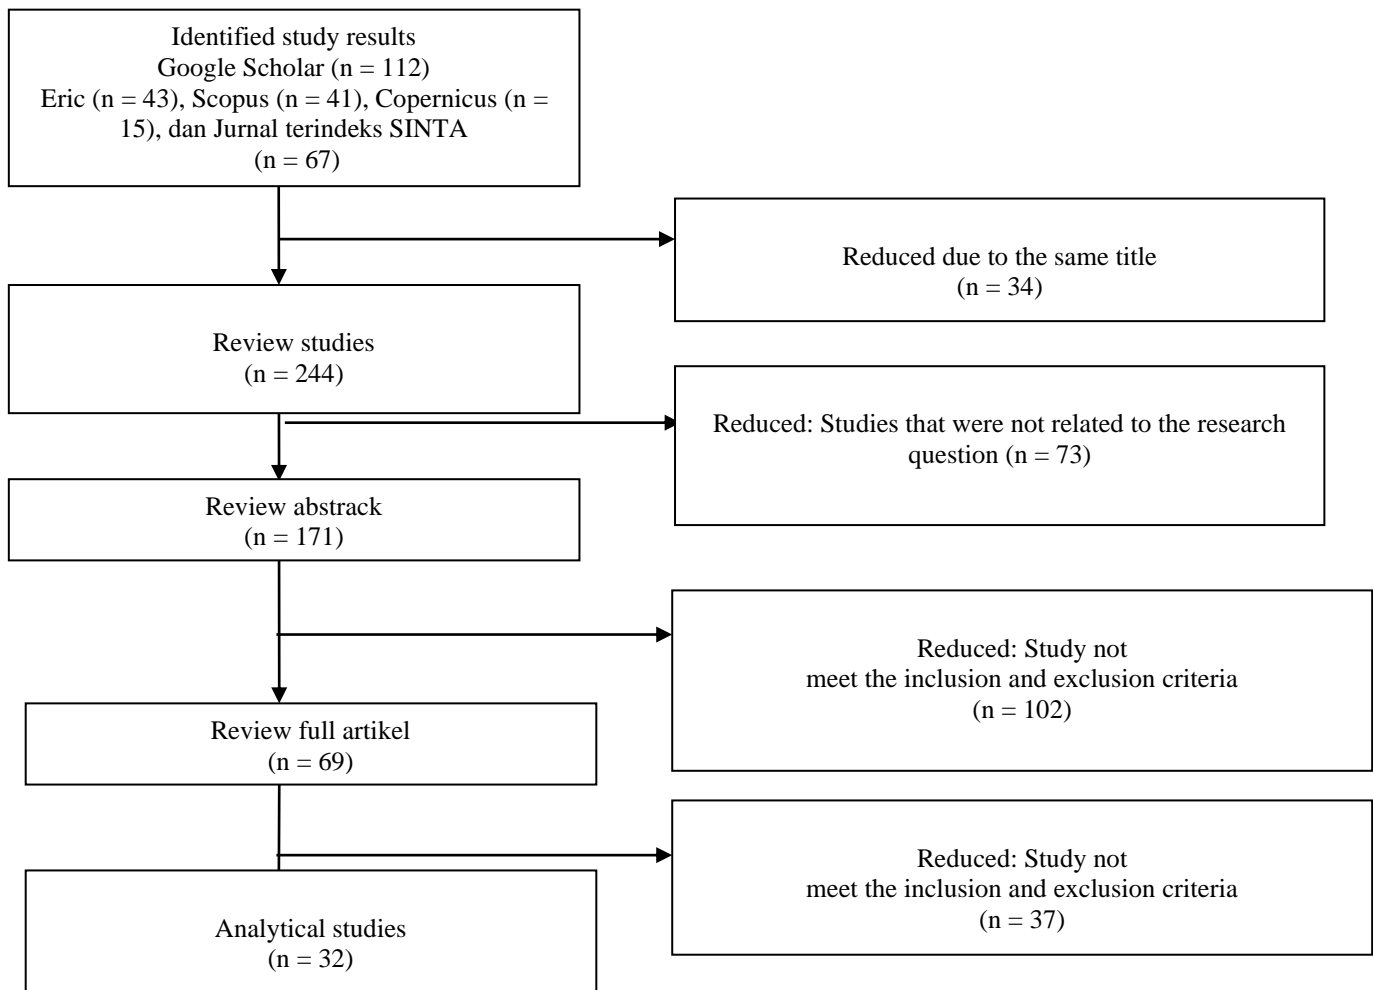 Identified study results
Google Scholar (n = 112)
Eric (n = 43), Scopus (n = 41), Copernicus (n =
15), dan Jurnal terindeks SINTA
(n = 67)
Reduced due to the same title
(n = 34)
Review studies
(n = 244)
Reduced: Studies that were not related to the research
question (n = 73)
Review abstrack
(n = 171)
Reduced: Study not
meet the inclusion and exclusion criteria
(n = 102)
Review full artikel
(n = 69)
Reduced: Study not
meet the inclusion and exclusion criteria
(n = 37)
Analytical studies
(n = 32)